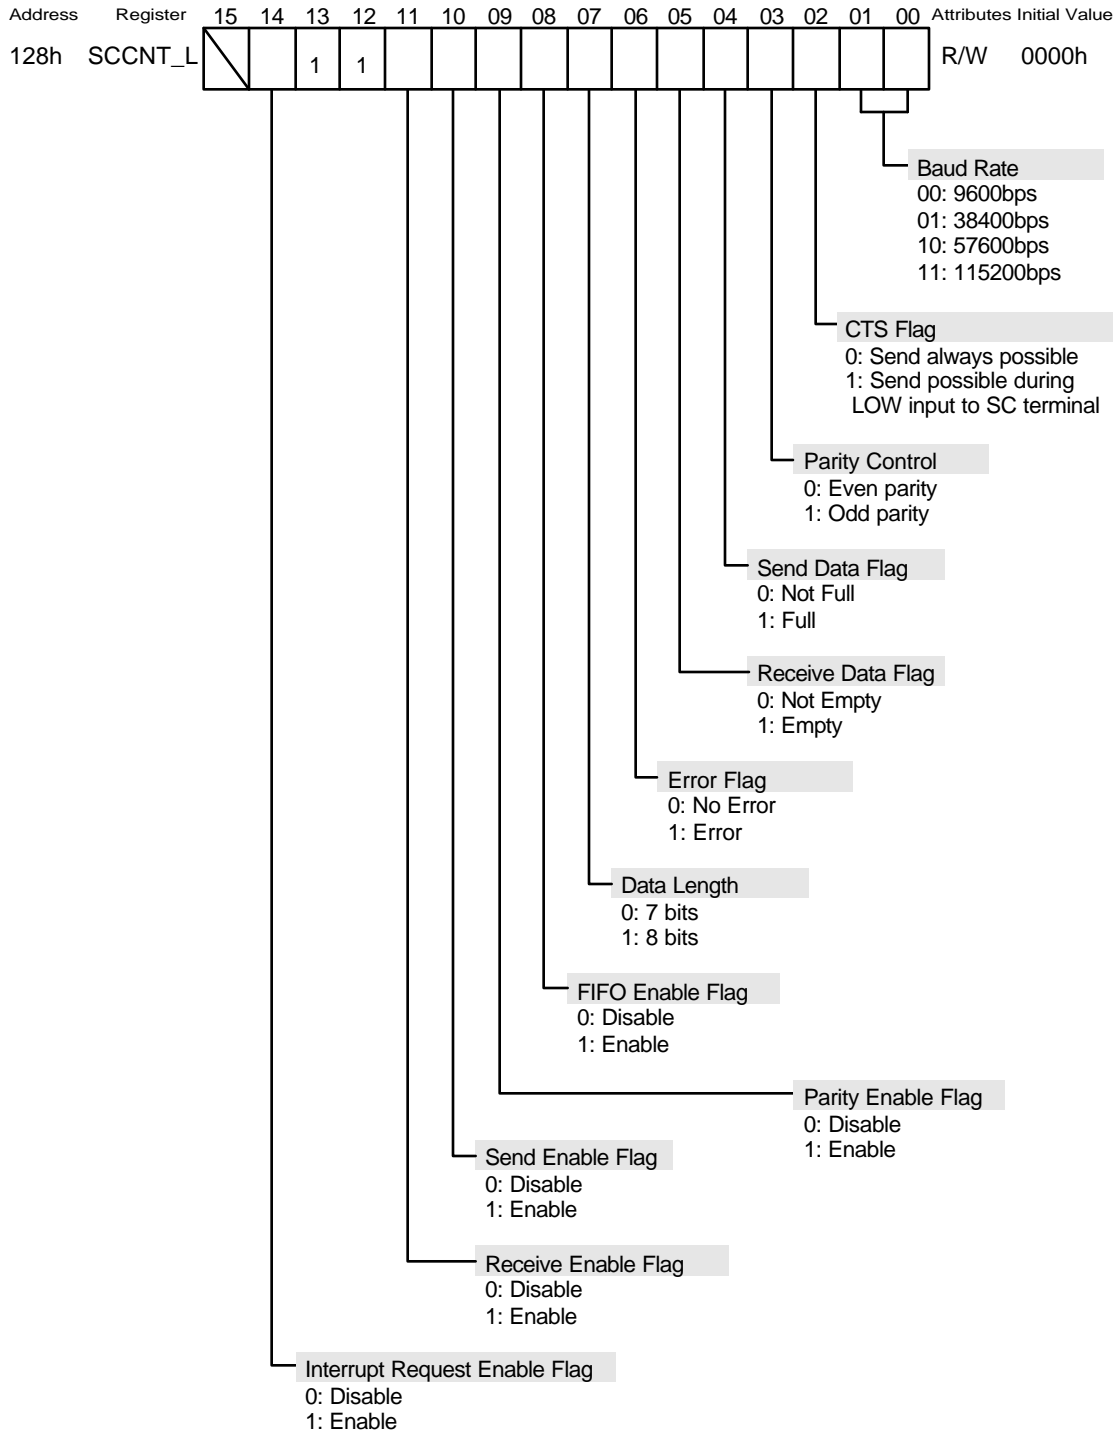 Address Register 15 14 13 12 11 10 09 08 07 06 05 04 03 02 01 00 Attributes Initial Value
128h SCCNT_L 1 1 R/W 0000h
Baud Rate
00: 9600bps
01: 38400bps
10: 57600bps
11: 115200bps
CTS Flag
0: Send always possible
1: Send possible during
LOW input to SC terminal
Parity Control
0: Even parity
1: Odd parity
Send Data Flag
0: Not Full
1: Full
Receive Data Flag
0: Not Empty
1: Empty
Error Flag
0: No Error
1: Error
Data Length
0: 7 bits
1: 8 bits
FIFO Enable Flag
0: Disable
1: Enable
Parity Enable Flag
0: Disable
1: Enable
Send Enable Flag
0: Disable
1: Enable
Receive Enable Flag
0: Disable
1: Enable
Interrupt Request Enable Flag
0: Disable
1: Enable